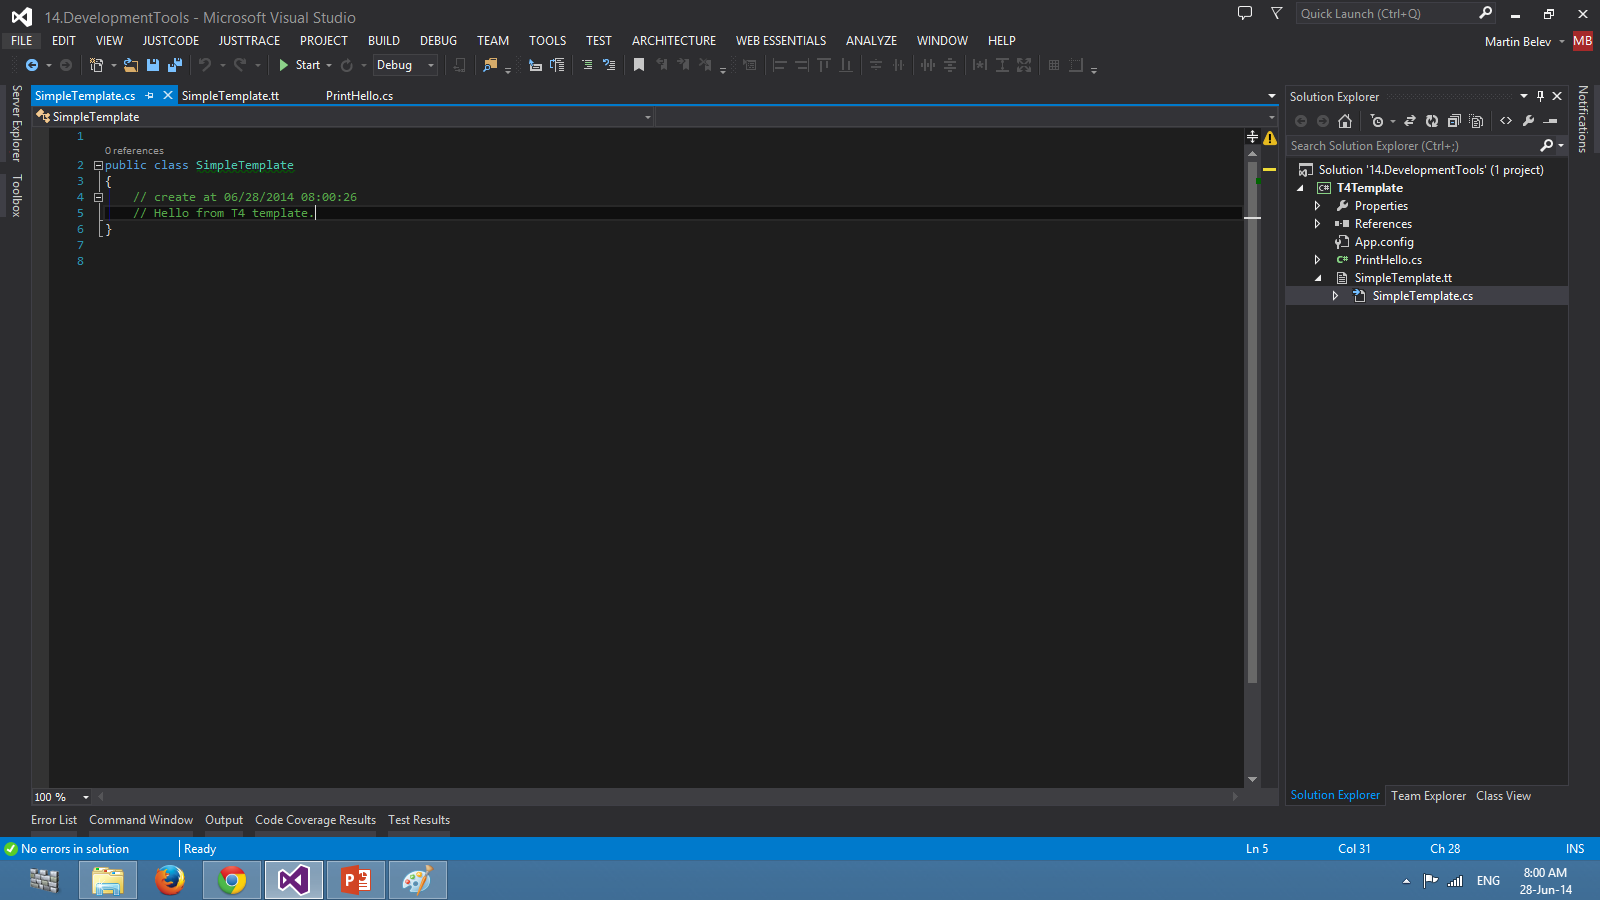 14.DevelopmentTools - Microsoft Visual Studio
Quick Launch (Ctrl+Q)
FILE EDIT VIEW JUSTCODE JUSTTRACE PROJECT BUILD DEBUG TEAM TOOLS TEST ARCHITECTURE WEB ESSENTIALS ANALYZE WINDOW HELP
Martin Belev MB
Start Debug
Server Explorer
Toolbox
SimpleTemplate.cs SimpleTemplate.tt PrintHello.cs
SimpleTemplate
1
0 references
2 public class SimpleTemplate
3 {
4 // create at 06/28/2014 08:00:26
5 // Hello from T4 template.
6 }
7
8
100 %
Solution Explorer
Search Solution Explorer (Ctrl+;)
Solution '14.DevelopmentTools' (1 project)
C# T4Template
Properties
References
App.config
C# PrintHello.cs
SimpleTemplate.tt
SimpleTemplate.cs
Solution Explorer Team Explorer Class View
Notifications
Error List Command Window Output Code Coverage Results Test Results
No errors in solution Ready Ln 5 Col 31 Ch 28 INS
ENG
8:00 AM
28-Jun-14